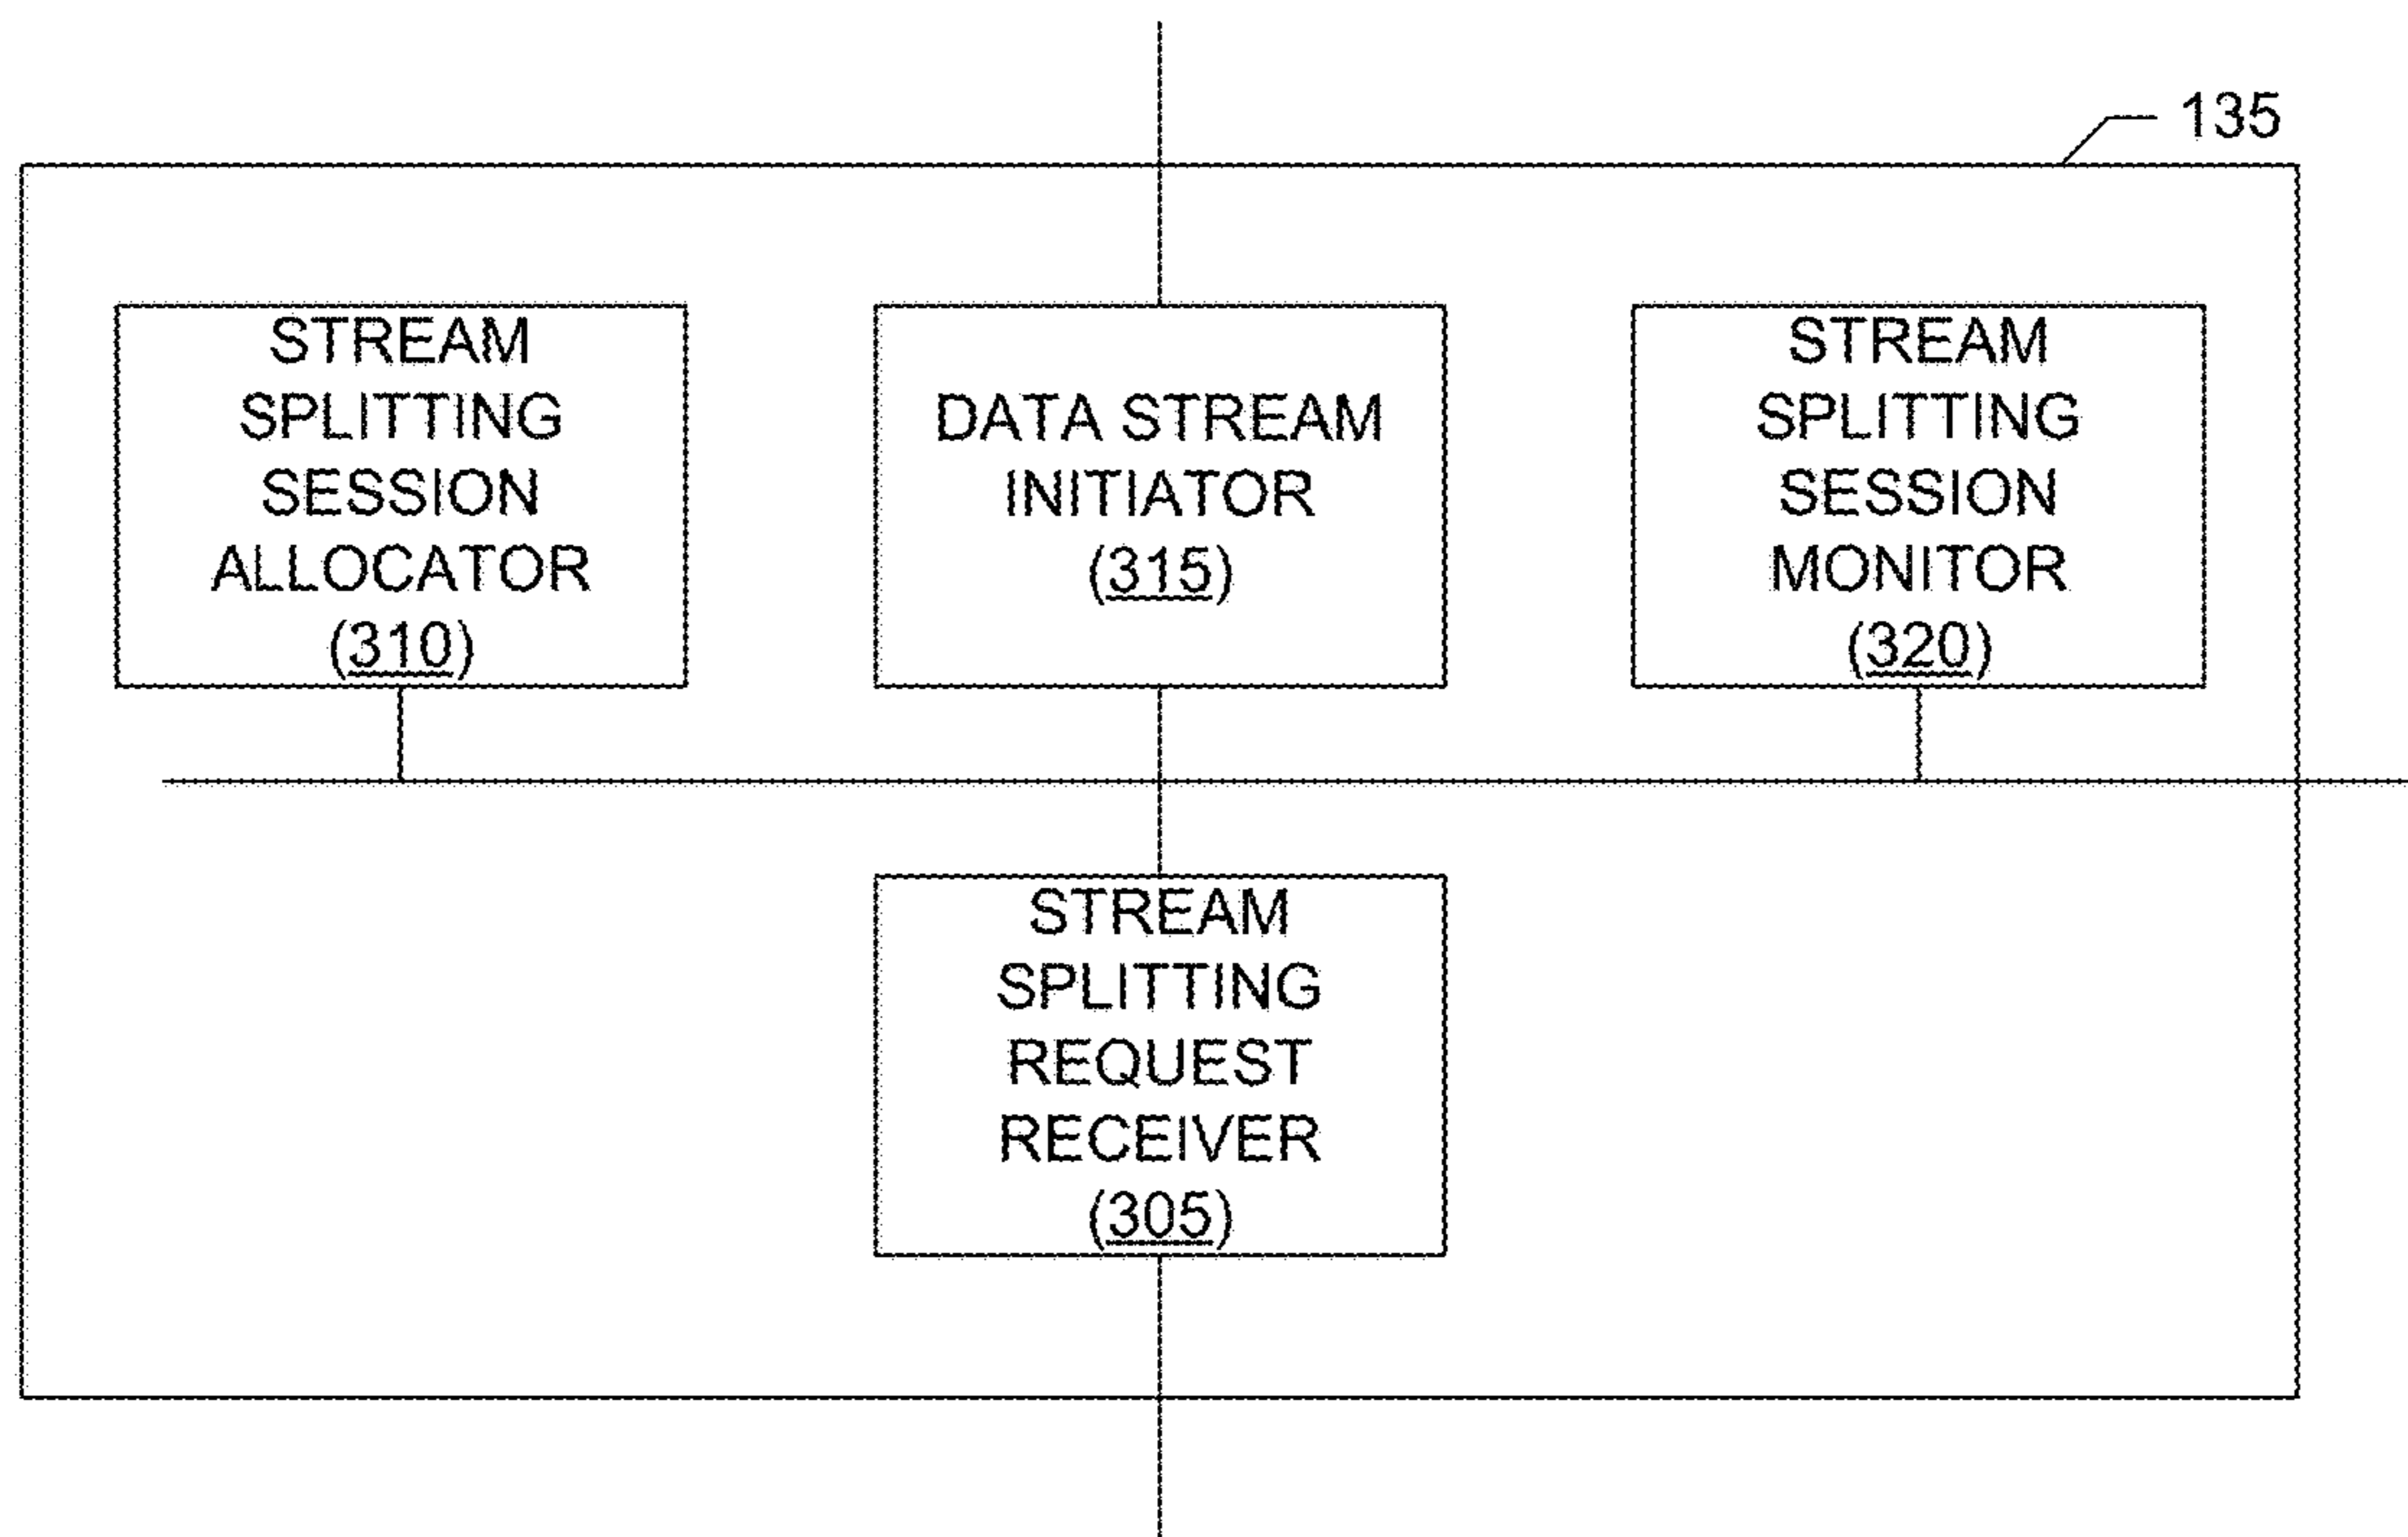 135
STREAM
SPLITTING
SESSION
ALLOCATOR
(310)
DATA STREAM
INITIATOR
(315)
STREAM
SPLITTING
SESSION
MONITOR
(320)
STREAM
SPLITTING
REQUEST
RECEIVER
(305)